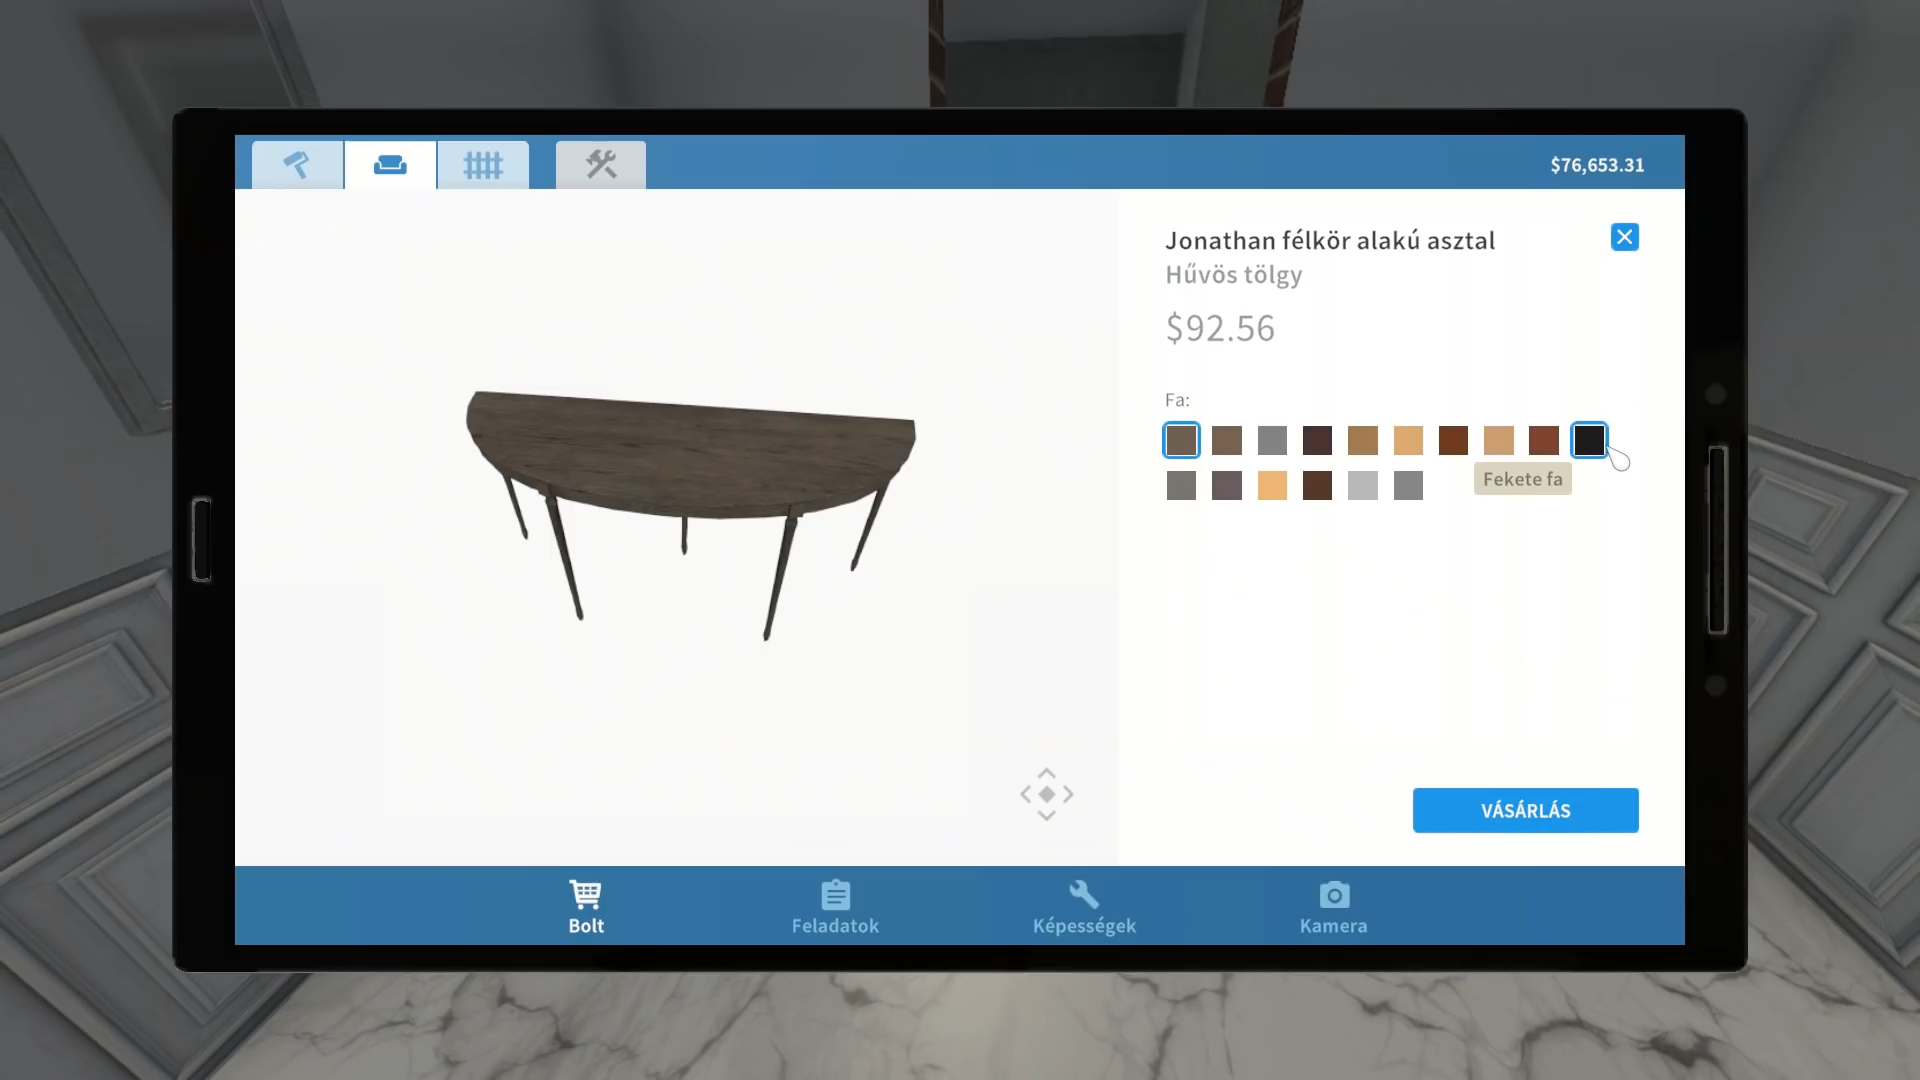 $76,653.31
Jonathan félkör alakú asztal
Hűvös tölgy
$92.56
Fa:
Fekete fa
VÁSÁRLÁS
Bolt
Feladatok
Képességek
Kamera